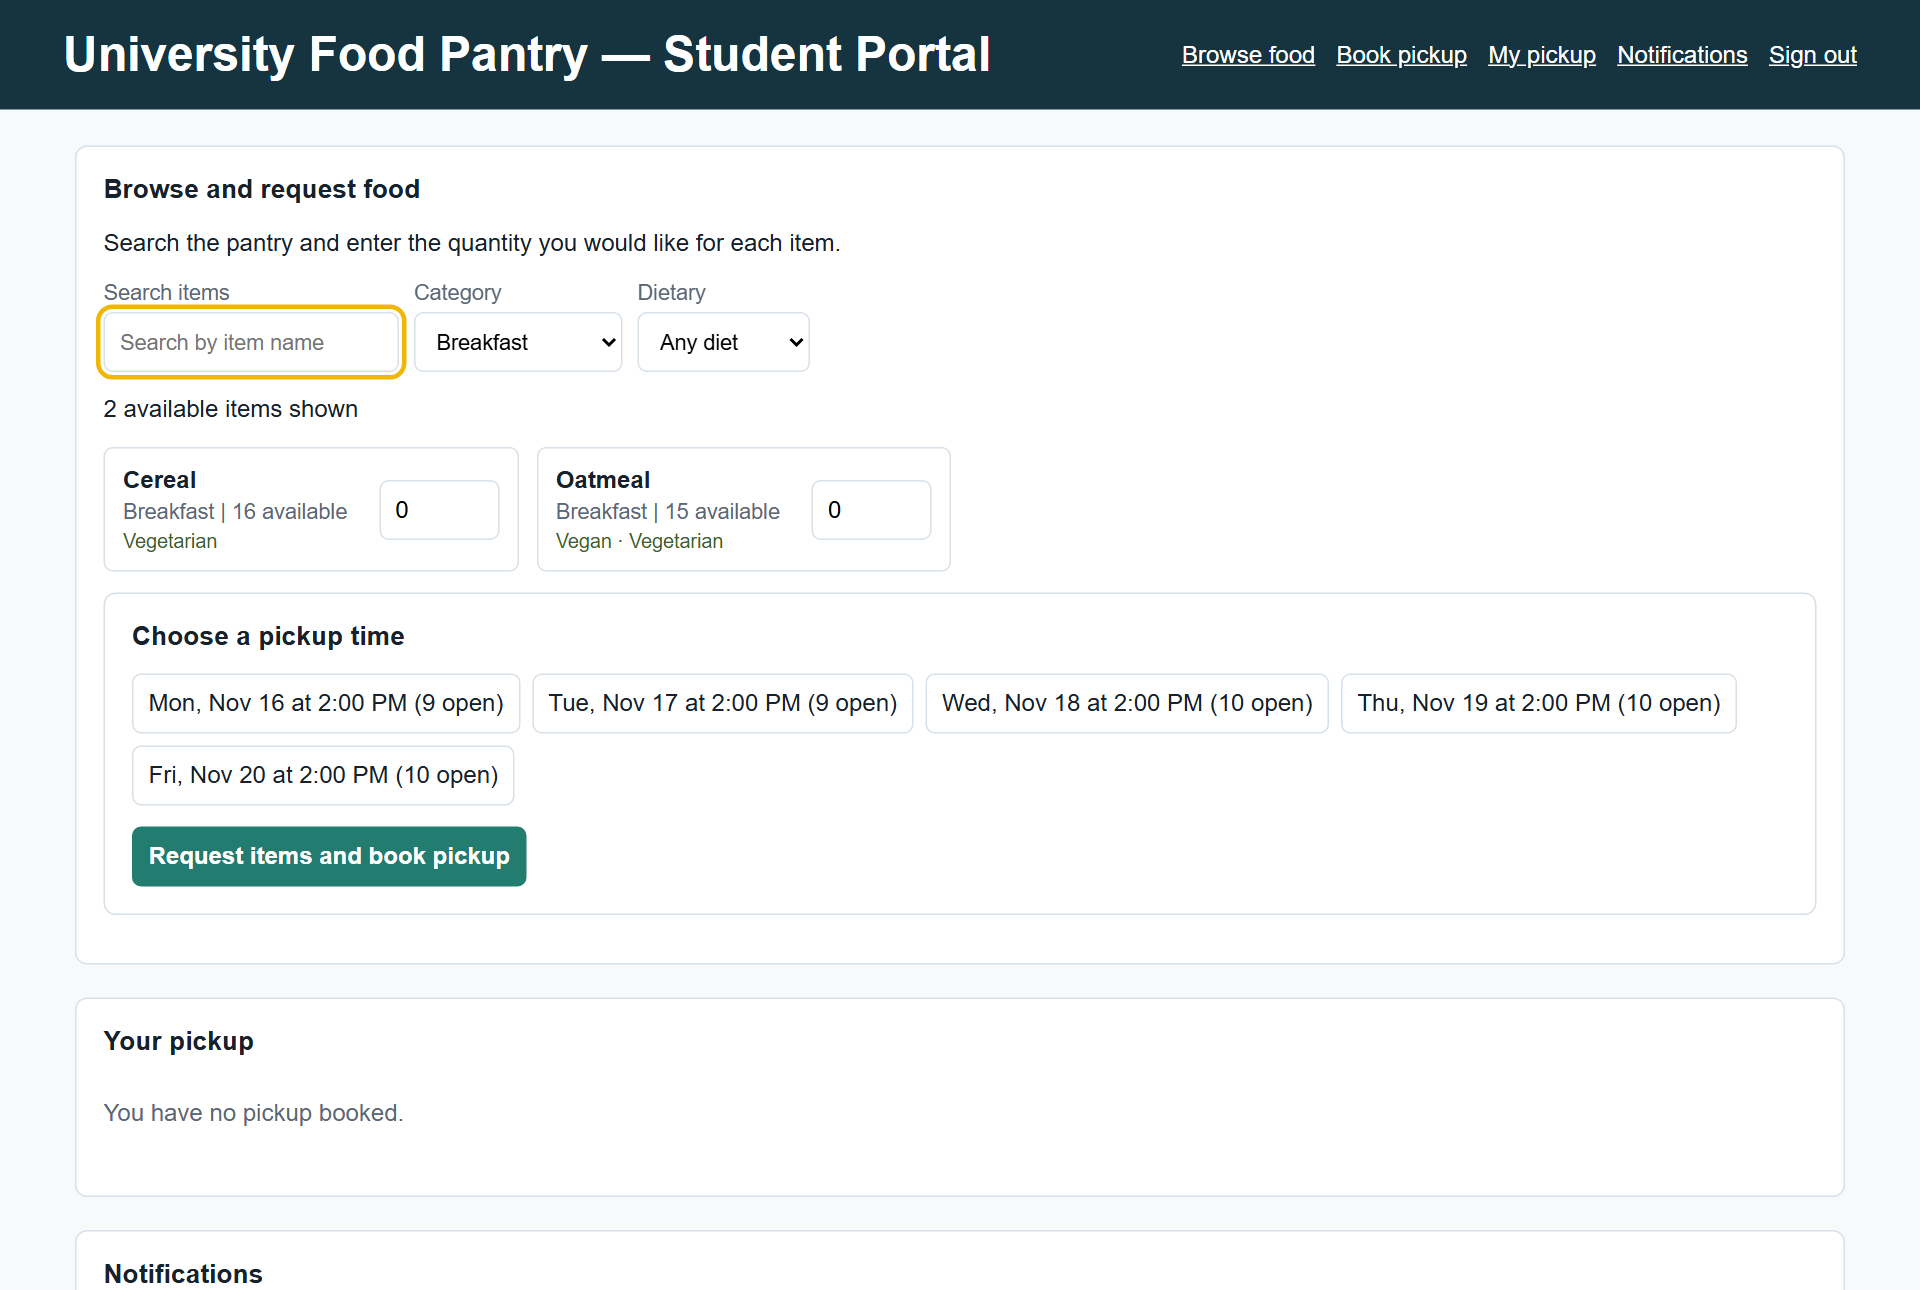 University Food Pantry — Student Portal
Browse food Book pickup My pickup Notifications Sign out
Browse and request food
Search the pantry and enter the quantity you would like for each item.
Search items Category Dietary
Search by item name Breakfast Any diet
2 available items shown
Cereal
Breakfast | 16 available
Vegetarian
0
Oatmeal
Breakfast | 15 available
Vegan · Vegetarian
0
Choose a pickup time
Mon, Nov 16 at 2:00 PM (9 open) Tue, Nov 17 at 2:00 PM (9 open) Wed, Nov 18 at 2:00 PM (10 open) Thu, Nov 19 at 2:00 PM (10 open)
Fri, Nov 20 at 2:00 PM (10 open)
Request items and book pickup
Your pickup
You have no pickup booked.
Notifications